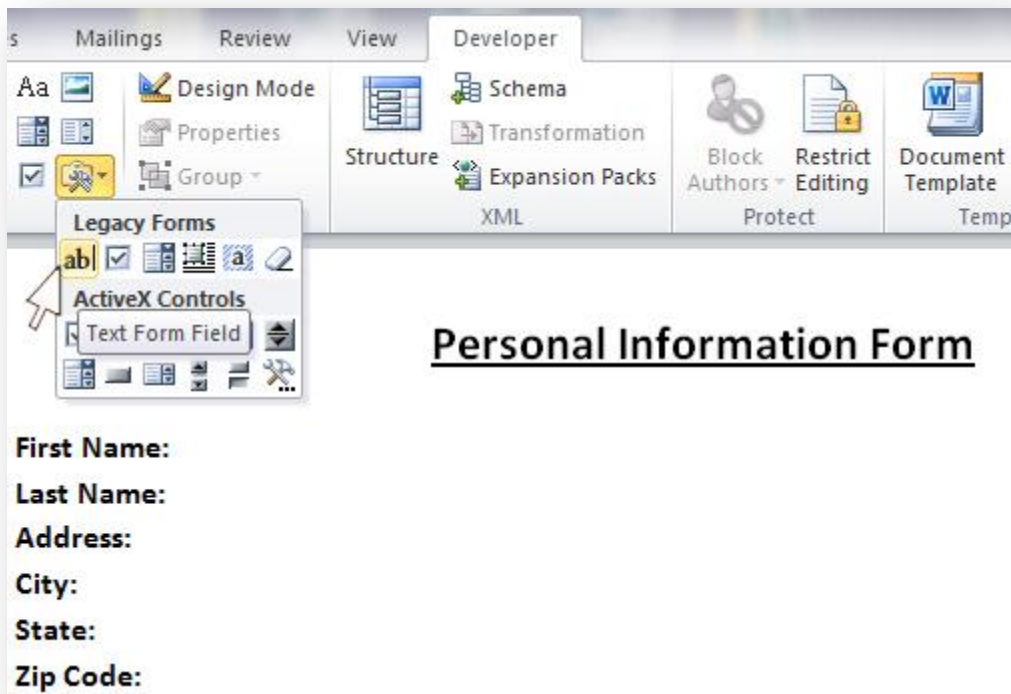 s Mailings Review View Developer
Aa Design Mode Schema
Properties Transformation
Structure Block Restrict Document
Group Expansion Packs Authors Editing Template
XML Protect Temp
Legacy Forms
ab
ActiveX Controls
Text Form Field
Personal Information Form
First Name:
Last Name:
Address:
City:
State:
Zip Code: